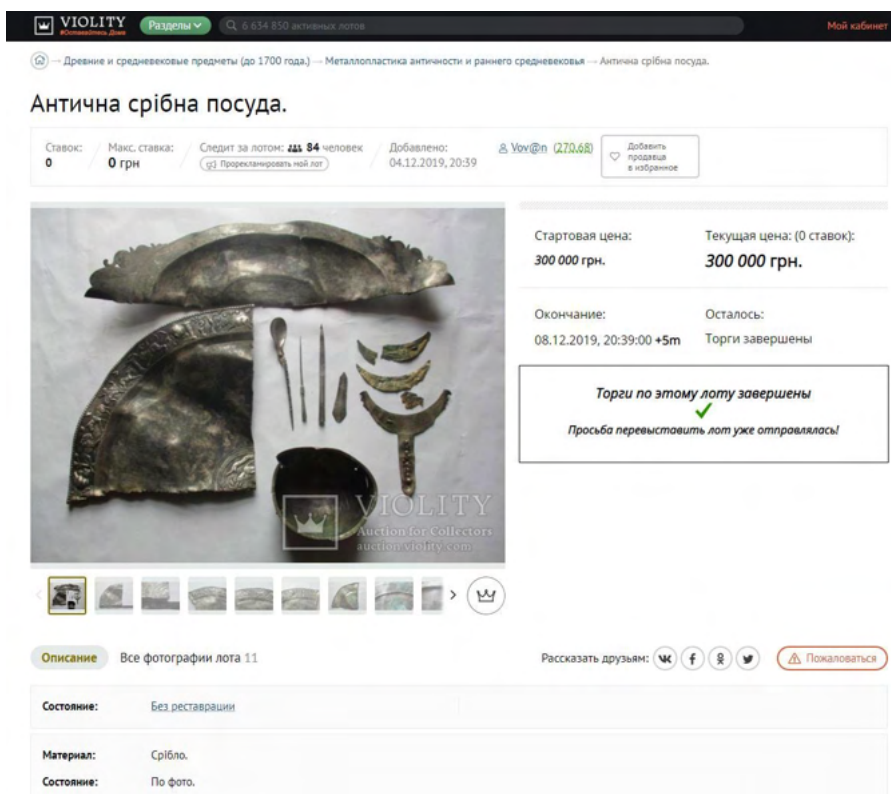 VIOLITY
#Оставайтесь Дома
Разделы
6 634 850 активных лотов
Мой кабинет
Древние и средневековые предметы (до 1700 года.) — Металлопластика античности и раннего средневековья — Антична срібна посуда.
Антична срібна посуда.
Ставок:
0
Макс. ставка:
0 грн
Следит за лотом: 84 человек
Прорекламировать мой лот
Добавлено:
04.12.2019, 20:39
Vov@n (270,68)
Добавить
продавца
в избранное
Стартовая цена:
300 000 грн.
Текущая цена: (0 ставок):
300 000 грн.
Окончание:
08.12.2019, 20:39:00 +5m
Осталось:
Торги завершены
Торги по этому лоту завершены
Просьба перевыставить лот уже отправлялась!
VIOLITY
Auction for Collectors
auction.violity.com
Описание
Все фотографии лота 11
Рассказать друзьям:
Пожаловаться
Состояние:
Без реставрации
Материал:
Срібло.
Состояние:
По фото.